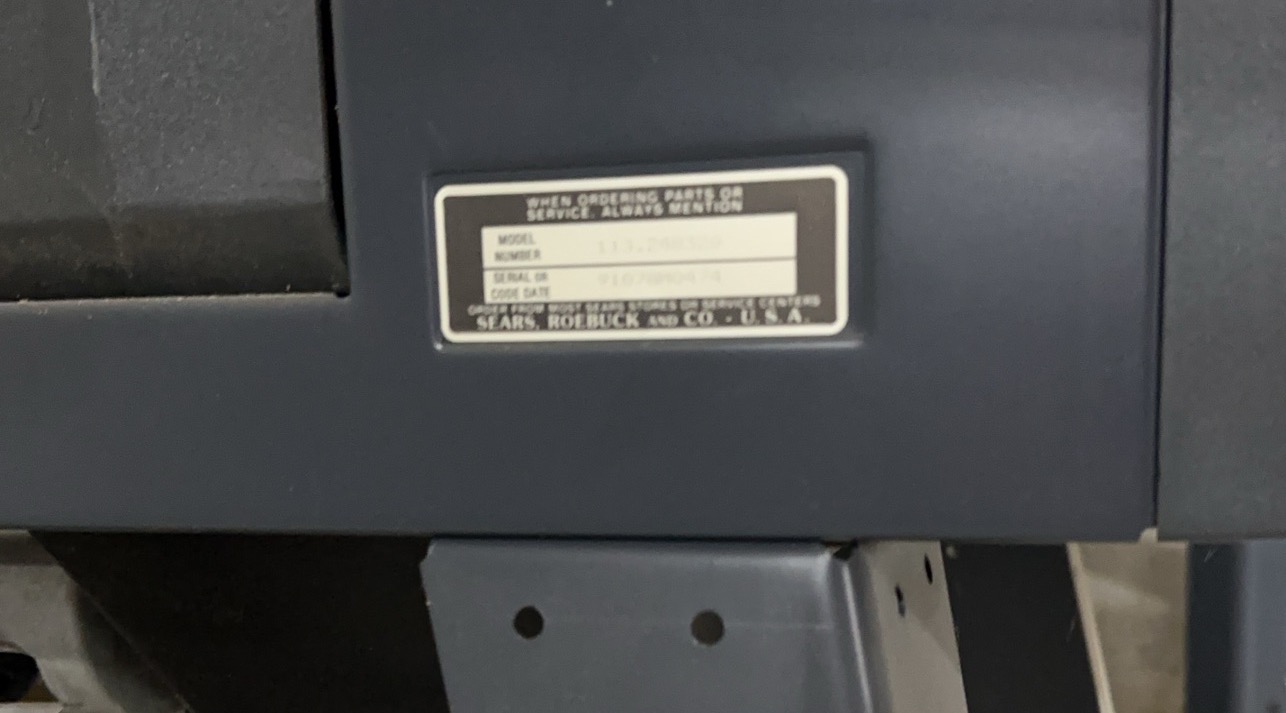 WHEN ORDERING PARTS OR
SERVICE, ALWAYS MENTION
MODEL
NUMBER
SERIAL OR
CODE DATE
ORDER FROM MOST SEARS STORES OR SERVICE CENTERS
SEARS, ROEBUCK AND CO. - U. S. A.